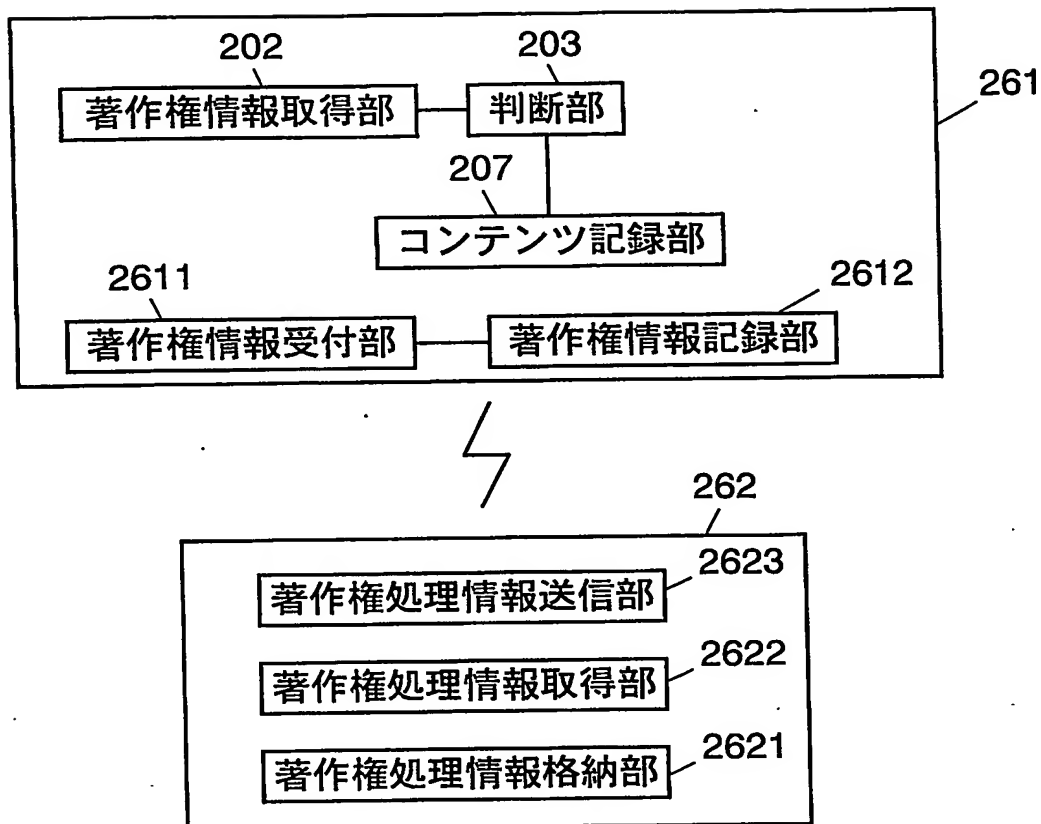 202
203
261
著作権情報取得部
判断部
207
コンテンツ記録部
2611
2612
著作権情報受付部
著作権情報記録部
262
著作権処理情報送信部
2623
著作権処理情報取得部
2622
著作権処理情報格納部
2621